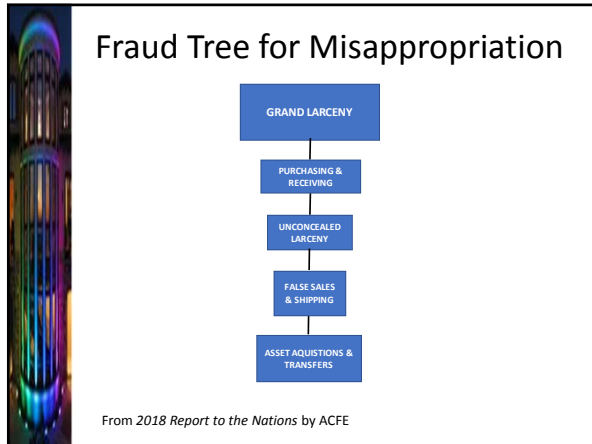 Fraud Tree for Misappropriation
GRAND LARCENY
PURCHASING &
RECEIVING
UNCONCEALED
LARCENY
FALSE SALES
& SHIPPING
ASSET AQUISTIONS &
TRANSFERS
From 2018 Report to the Nations by ACFE